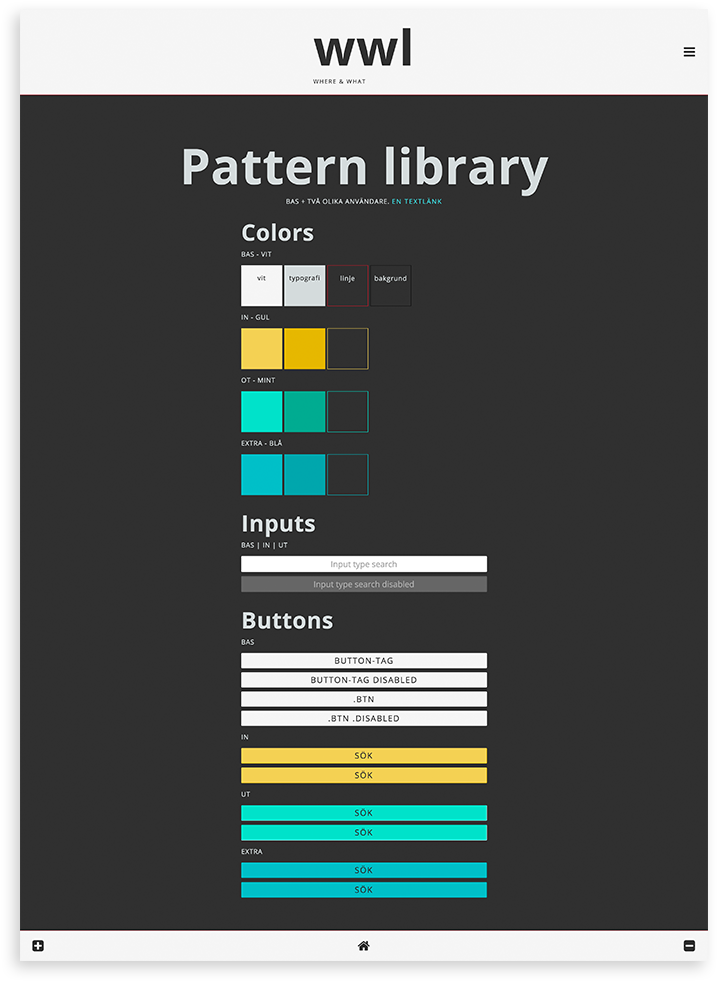 wwl
WHERE & WHAT
Pattern library
BAS + TVÅ OLIKA ANVÄNDARE. EN TEXTLÄNK
Colors
BAS - VIT
vit typografi linje bakgrund
IN - GUL
OT - MINT
EXTRA - BLÅ
Inputs
BAS | IN | UT
Input type search
Input type search disabled
Buttons
BAS
BUTTON-TAG
BUTTON-TAG DISABLED
.BTN
.BTN .DISABLED
IN
SÖK
SÖK
UT
SÖK
SÖK
EXTRA
SÖK
SÖK